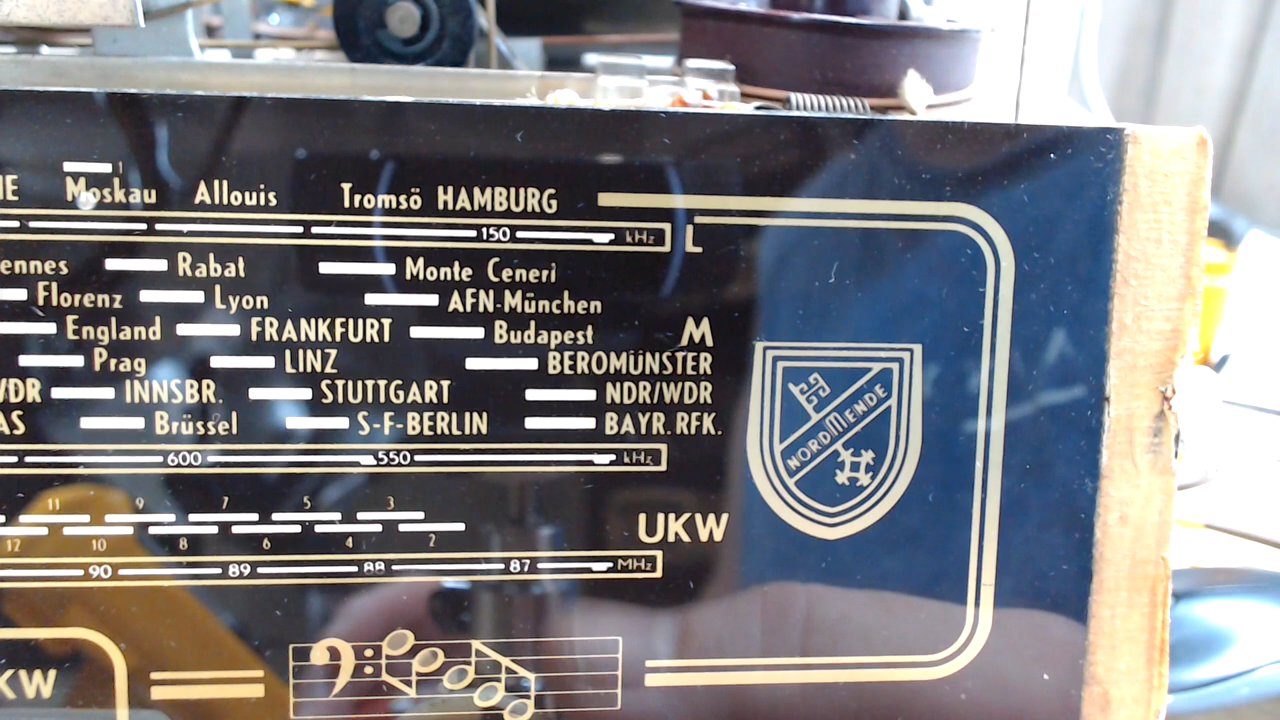 Moskau Allouis Tromsö HAMBURG
150 kHz L
Rabat Monte Ceneri
Florenz Lyon AFN-München
England FRANKFURT Budapest M
Prag LINZ BEROMÜNSTER
INNSBR. STUTTGART NDR/WDR
Brüssel S-F-BERLIN BAYR.RFK.
600 550 kHz
NORDMENDE
11 9 7 5 3
12 10 8 6 4 2
UKW
90 89 88 87 MHz